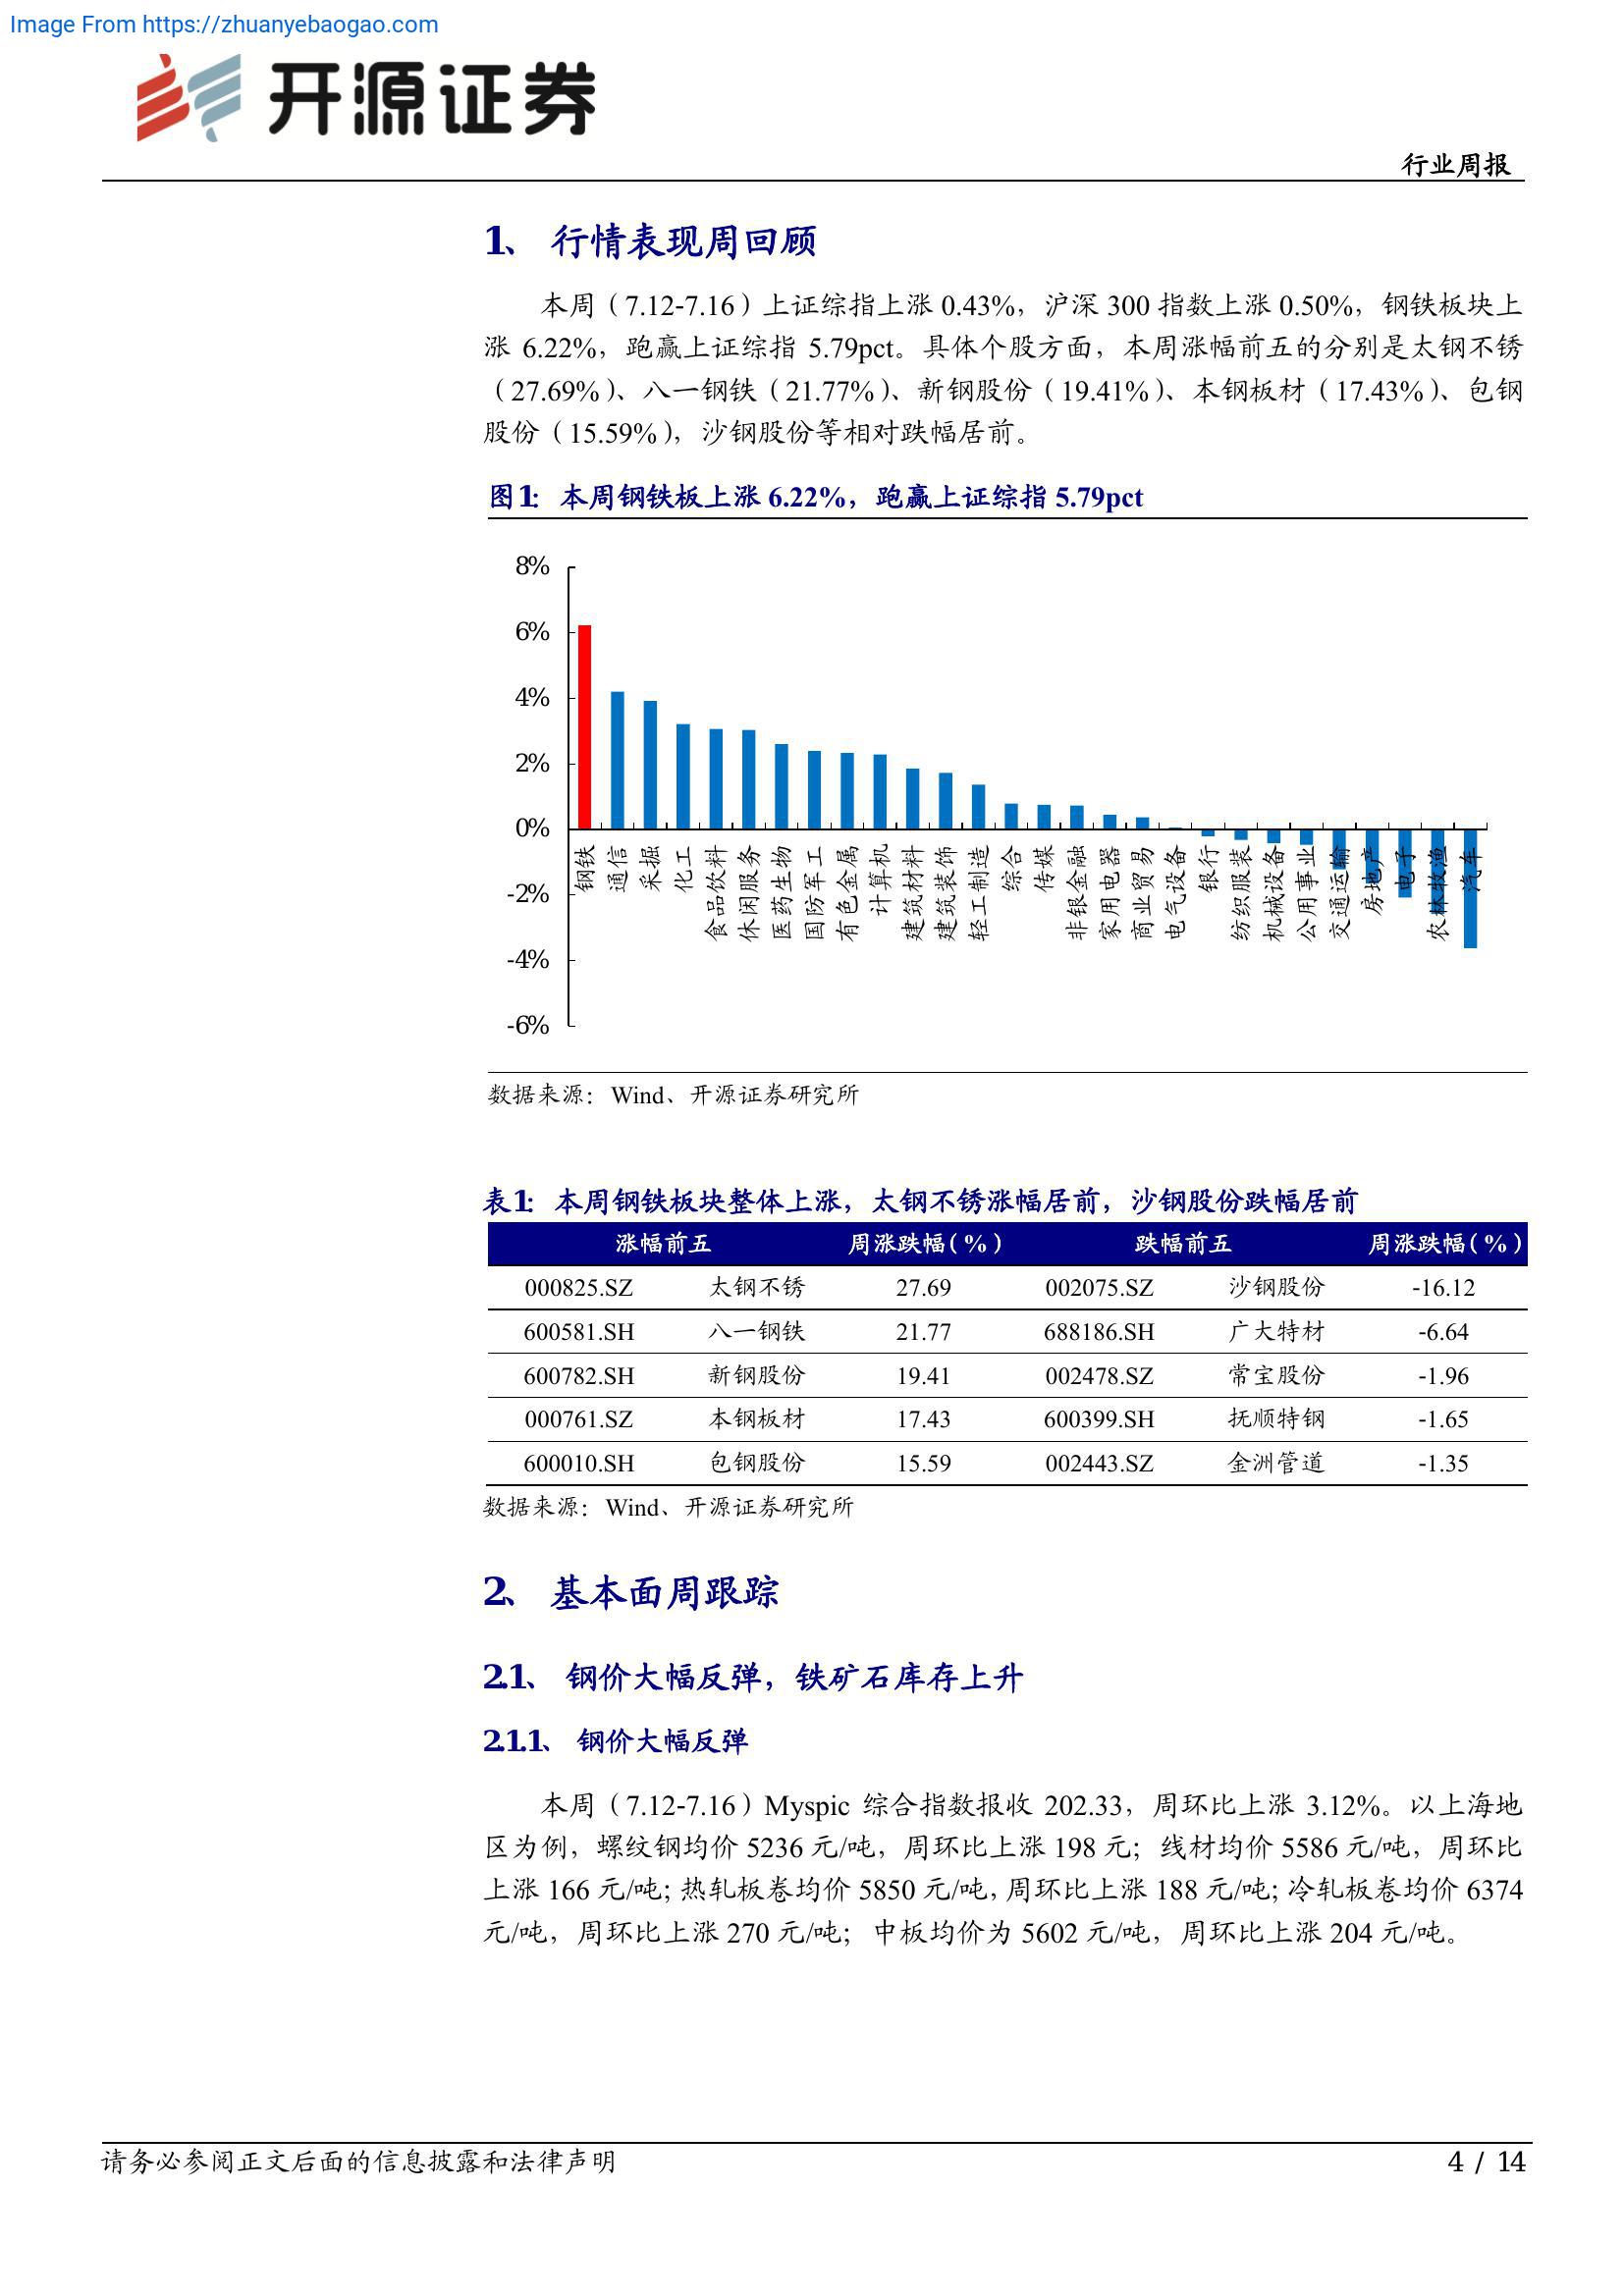 Image From https://zhuanyebaogao.com
开源证券
行业周报
1、 行情表现周回顾
本周（7.12-7.16）上证综指上涨 0.43%，沪深 300 指数上涨 0.50%，钢铁板块上
涨 6.22%，跑赢上证综指 5.79pct。具体个股方面，本周涨幅前五的分别是太钢不锈
（27.69%）、八一钢铁（21.77%）、新钢股份（19.41%）、本钢板材（17.43%）、包钢
股份（15.59%），沙钢股份等相对跌幅居前。
图1：本周钢铁板上涨 6.22%，跑赢上证综指 5.79pct
8%
6%
4%
2%
0%
-2%
-4%
-6%
钢铁
通信
采掘
化工
食品饮料
休闲服务
医药生物
国防军工
有色金属
计算机
建筑材料
建筑装饰
轻工制造
综合
传媒
非银金融
家用电器
商业贸易
电气设备
银行
纺织服装
机械设备
公用事业
交通运输
房地产
电子
农林牧渔
汽车
数据来源：Wind、开源证券研究所
表1：本周钢铁板块整体上涨，太钢不锈涨幅居前，沙钢股份跌幅居前
涨幅前五 周涨跌幅(%) 跌幅前五 周涨跌幅(%)
000825.SZ 太钢不锈 27.69 002075.SZ 沙钢股份 -16.12
600581.SH 八一钢铁 21.77 688186.SH 广大特材 -6.64
600782.SH 新钢股份 19.41 002478.SZ 常宝股份 -1.96
000761.SZ 本钢板材 17.43 600399.SH 抚顺特钢 -1.65
600010.SH 包钢股份 15.59 002443.SZ 金洲管道 -1.35
数据来源：Wind、开源证券研究所
2、 基本面周跟踪
2.1、 钢价大幅反弹，铁矿石库存上升
2.1.1、 钢价大幅反弹
本周（7.12-7.16）Myspic 综合指数报收 202.33，周环比上涨 3.12%。以上海地
区为例，螺纹钢均价 5236 元/吨，周环比上涨 198 元；线材均价 5586 元/吨，周环比
上涨 166 元/吨；热轧板卷均价 5850 元/吨，周环比上涨 188 元/吨；冷轧板卷均价 6374
元/吨，周环比上涨 270 元/吨；中板均价为 5602 元/吨，周环比上涨 204 元/吨。
请务必参阅正文后面的信息披露和法律声明
4 / 14